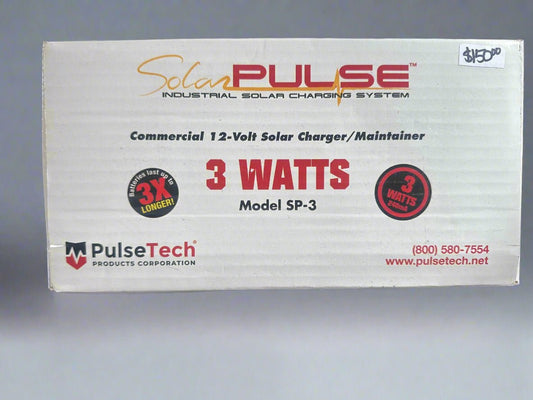 $150.00
SolarPULSE™
INDUSTRIAL SOLAR CHARGING SYSTEM
Commercial 12-Volt Solar Charger/Maintainer
Batteries last up to
3X
LONGER!
3 WATTS
Model SP-3
3
WATTS
PulseTech®
PRODUCTS CORPORATION
(800) 580-7554
www.pulsetech.net